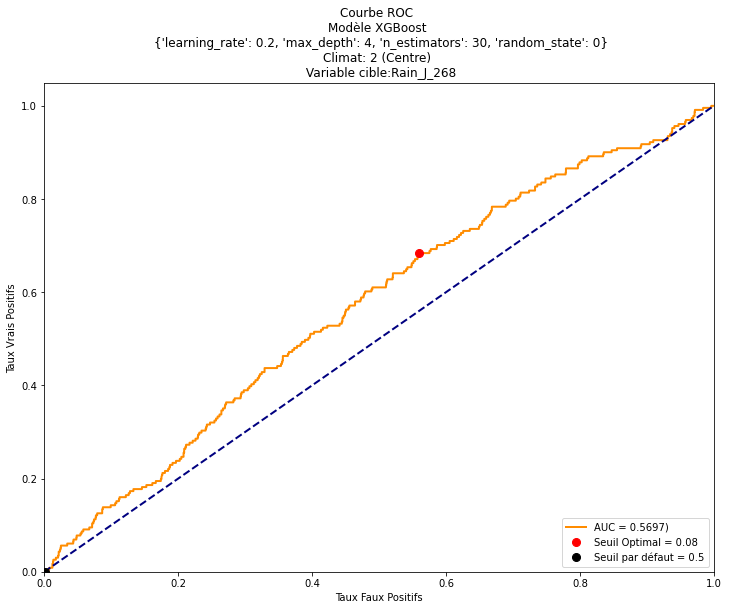 Courbe ROC
Modèle XGBoost
{'learning_rate': 0.2, 'max_depth': 4, 'n_estimators': 30, 'random_state': 0}
Climat: 2 (Centre)
Variable cible:Rain_J_268
1.0
0.8
0.6
0.4
0.2
0.0
Taux Vrais Positifs
AUC = 0.5697)
Seuil Optimal = 0.08
Seuil par défaut = 0.5
0.0 0.2 0.4 0.6 0.8 1.0
Taux Faux Positifs